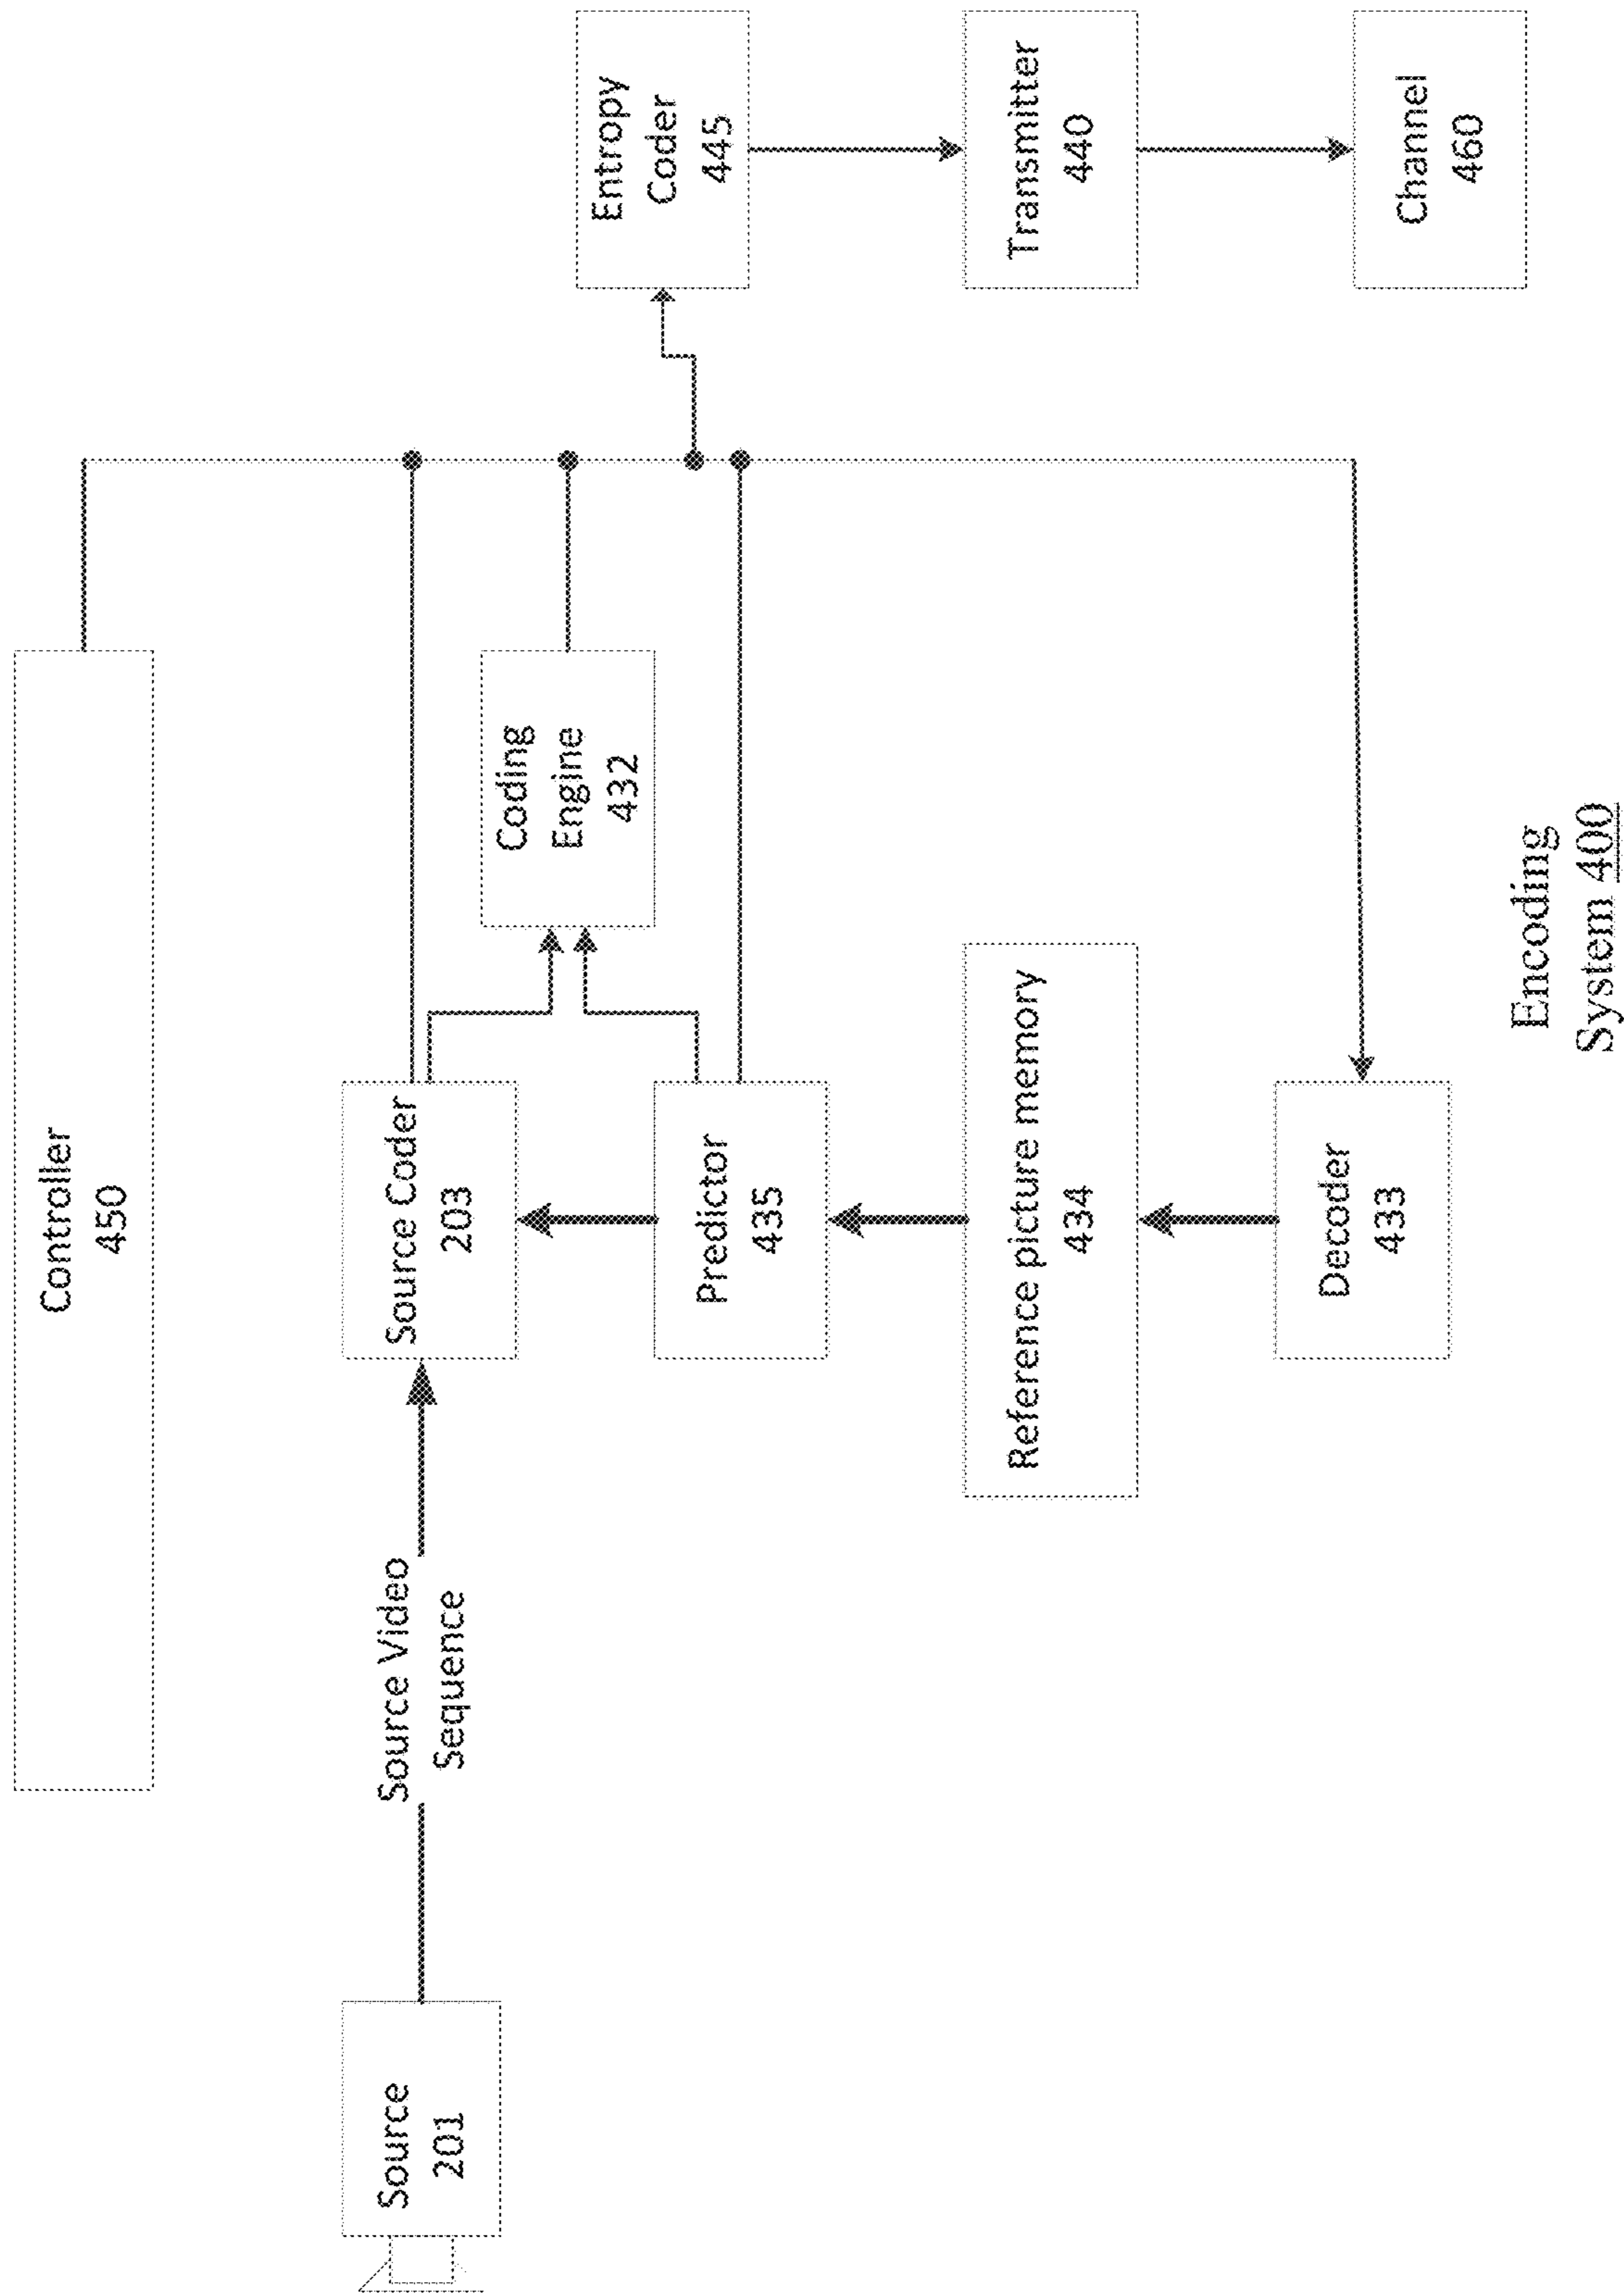 Controller
450
Source
201
Source Video
Sequence
Source Coder
203
Coding
Engine
432
Entropy
Coder
445
Predictor
435
Reference picture memory
434
Transmitter
440
Decoder
433
Channel
460
Encoding
System 400